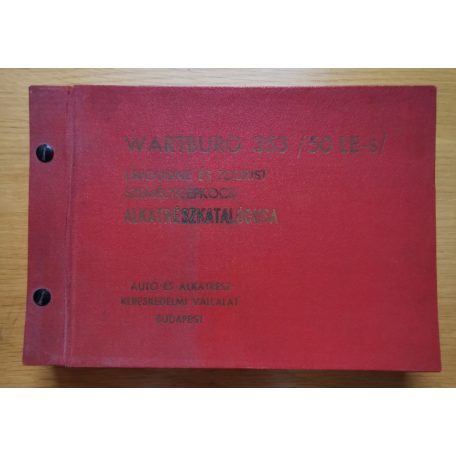 WARTBURG 353 /50 LE-s/
LIMOUSINE ÉS TOURIST
SZEMÉLYGÉPKOCSI
ALKATRÉSZKATALÓGUSA
AUTÓ ÉS ALKATRÉSZ-
KERESKEDELMI VÁLLALAT
BUDAPEST